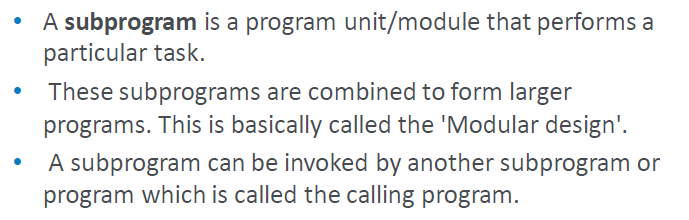 • A subprogram is a program unit/module that performs a
particular task.
• These subprograms are combined to form larger
programs. This is basically called the 'Modular design'.
• A subprogram can be invoked by another subprogram or
program which is called the calling program.